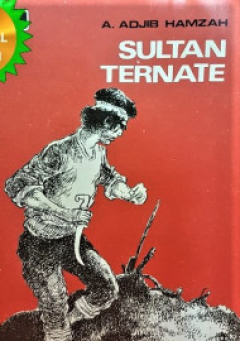 A. ADJIB HAMZAH
SULTAN
TERNATE